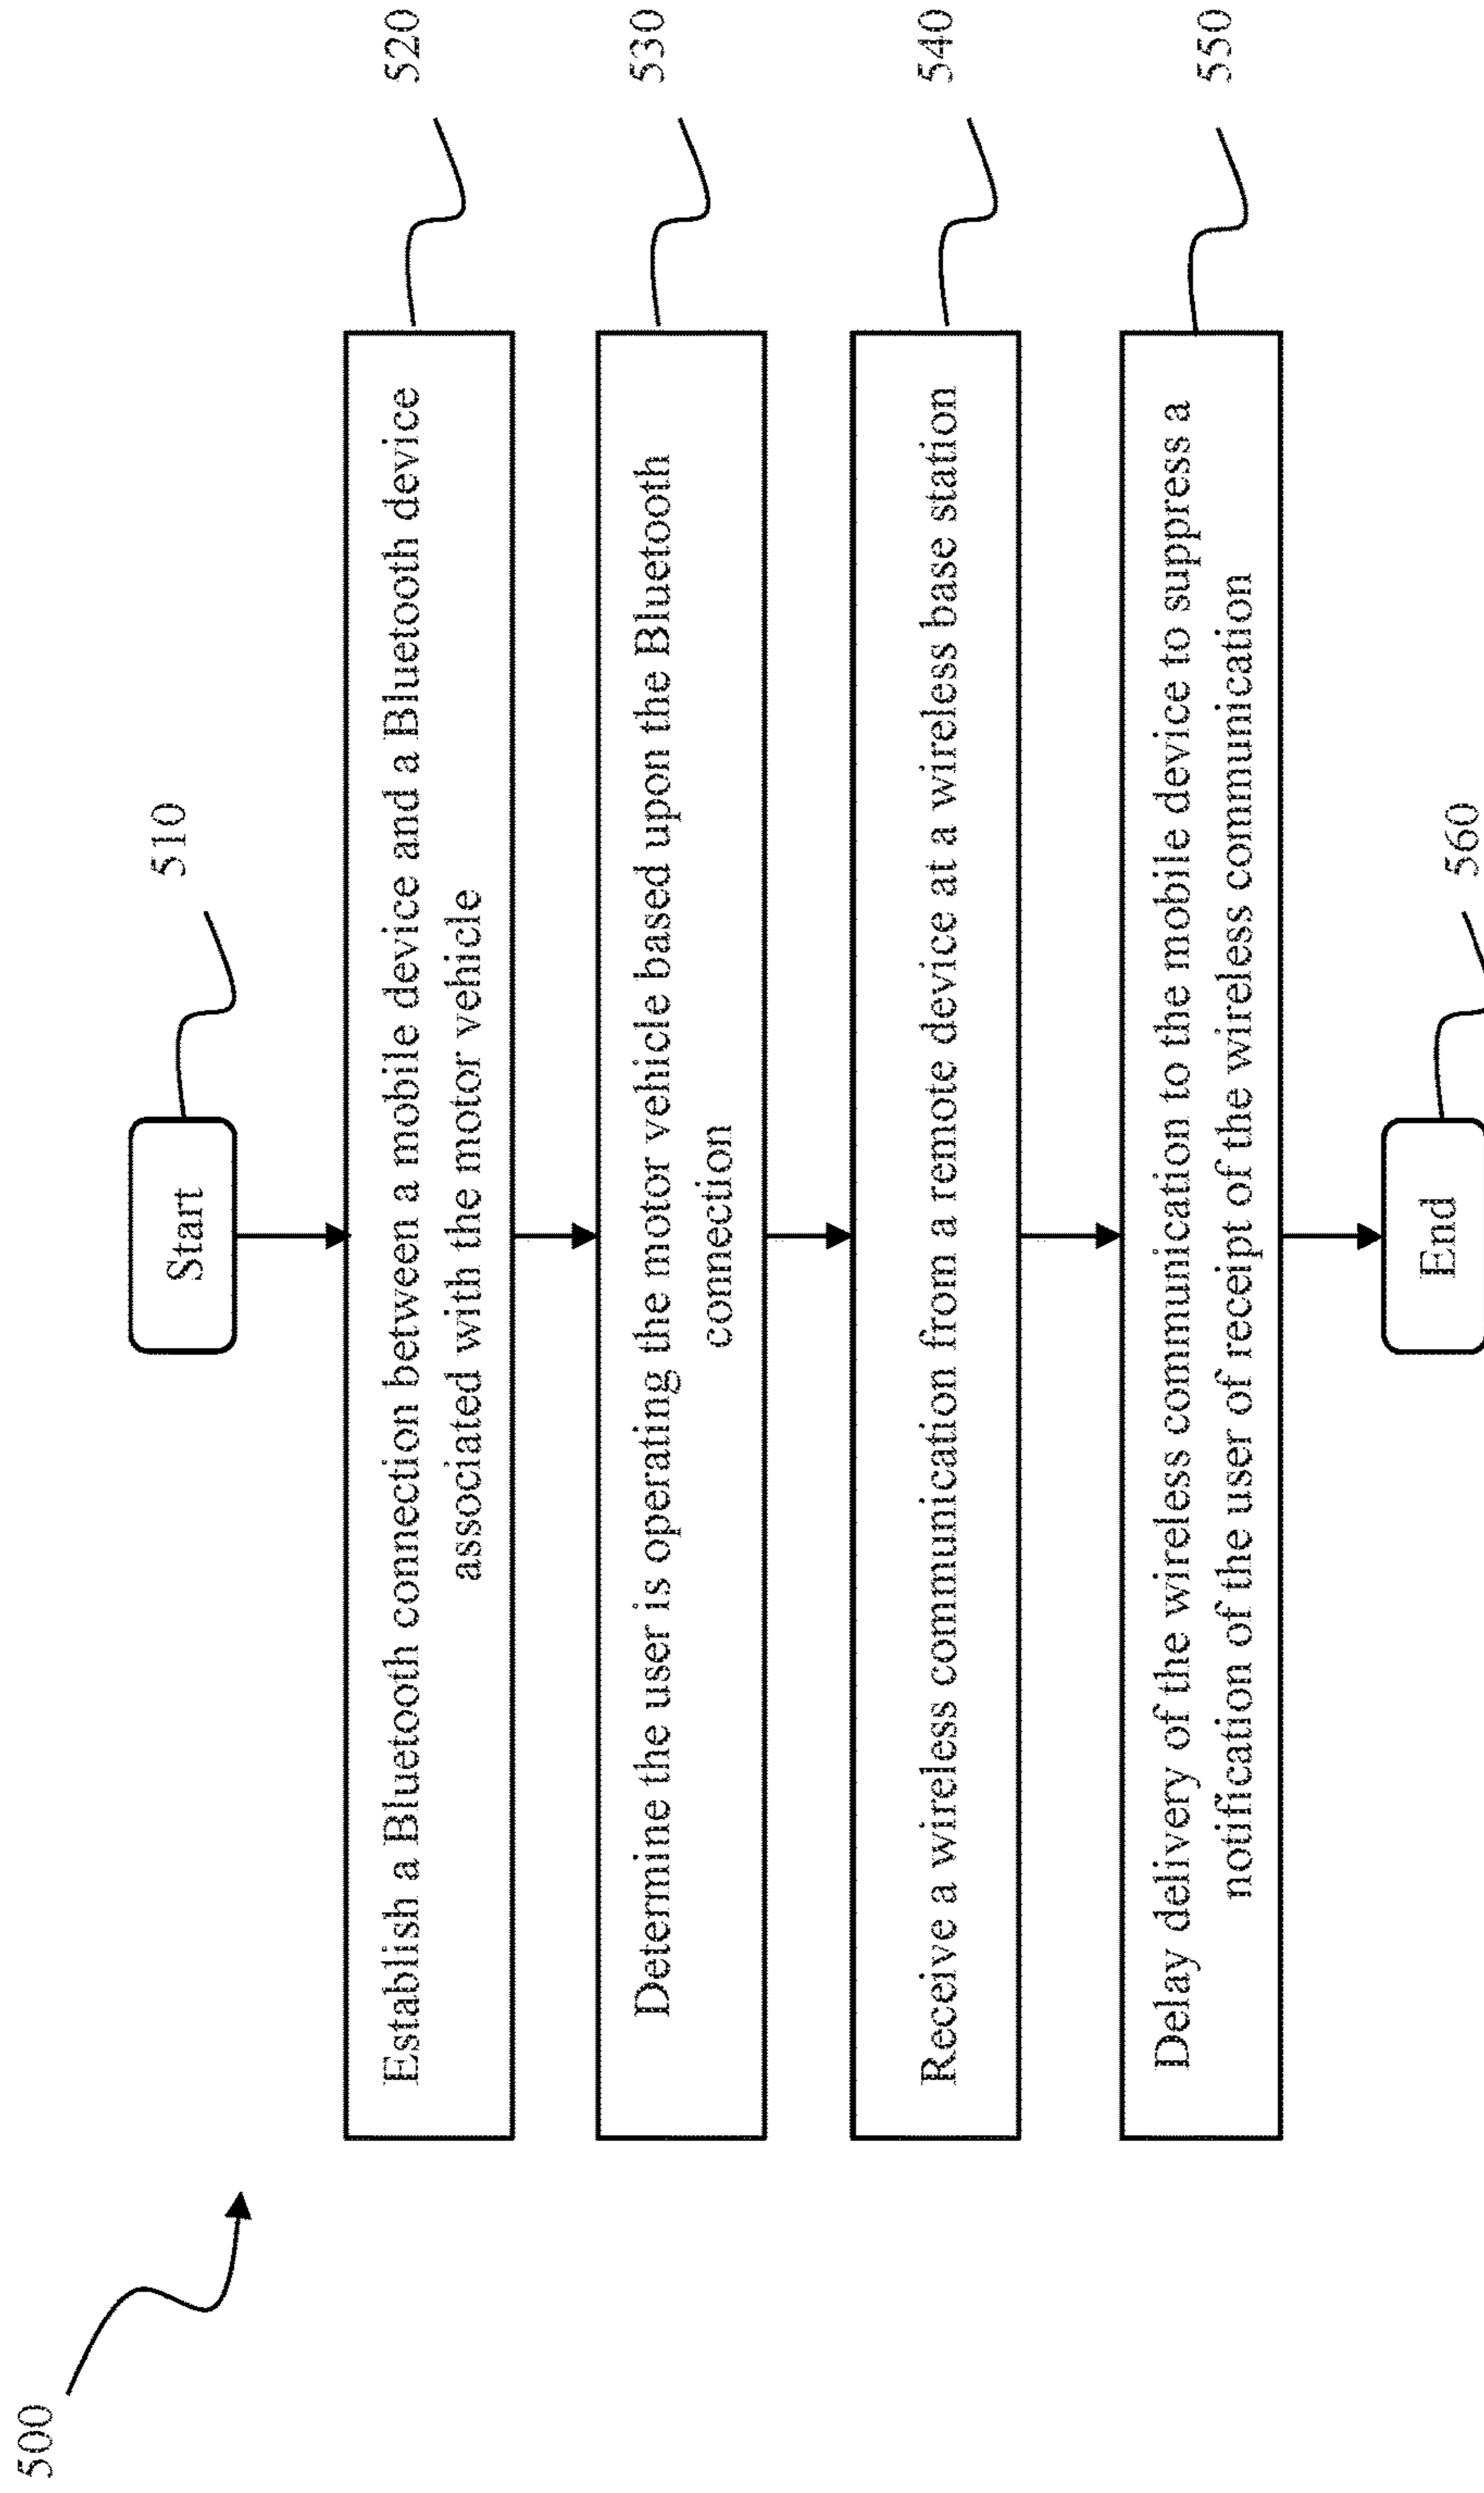 500
Start
510
Establish a Bluetooth connection between a mobile device and a Bluetooth device
associated with the motor vehicle
520
Determine the user is operating the motor vehicle based upon the Bluetooth
connection
530
Receive a wireless communication from a remote device at a wireless base station
540
Delay delivery of the wireless communication to the mobile device to suppress a
notification of the user of receipt of the wireless communication
550
End
560